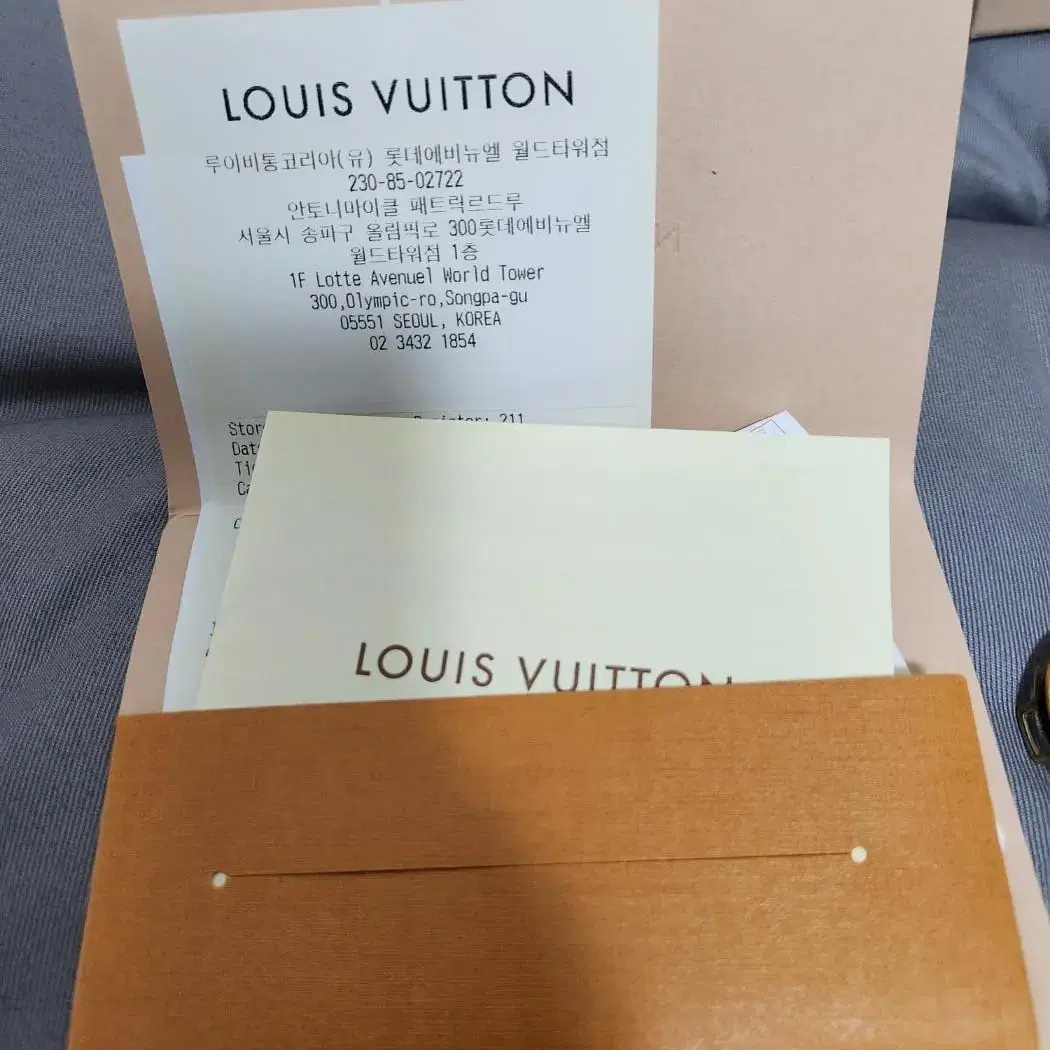 LOUIS VUITTON
루이비통코리아(유) 롯데에비뉴엘 월드타워점
230-85-02722
안토니마이클 패트릭르드루
서울시 송파구 올림픽로 300롯데에비뉴엘
월드타워점 1층
1F Lotte Avenuel World Tower
300,Olympic-ro,Songpa-gu
05551 SEOUL, KOREA
02 3432 1854
211
LOUIS VUITTON